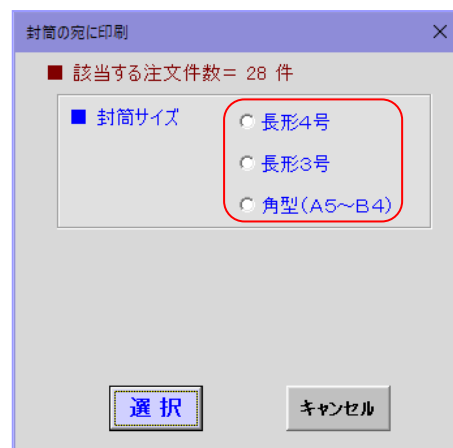 封筒の宛に印刷
■ 該当する注文件数= 28 件
■ 封筒サイズ
長形4号
長形3号
角型(A5~B4)
選 択
キャンセル